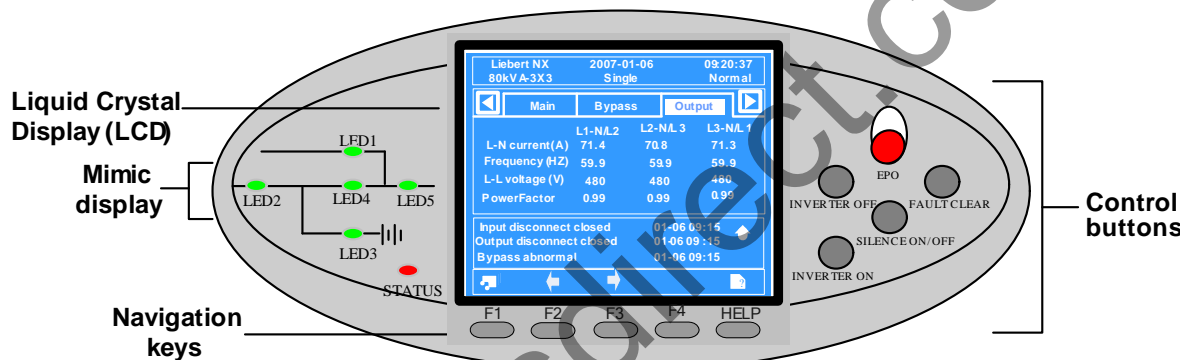 Liquid Crystal
Display (LCD)
Mimic
display
Navigation
keys
LED1
LED2
LED4
LED5
LED3
STATUS
Liebert NX 2007-01-06 09:20:37
80kVA-3X3 Single Normal
Main Bypass Output
L1-N/L2 L2-N/L3 L3-N/L1
L-N current(A) 71.4 70.8 71.3
Frequency (HZ) 59.9 59.9 59.9
L-L voltage (V) 480 480 480
PowerFactor 0.99 0.99 0.99
Input disconnect closed 01-06 09:15
Output disconnect closed 01-06 09:15
Bypass abnormal 01-06 09:15
?
F1 F2 F3 F4 HELP
EPO
INVERTER OFF
FAULT CLEAR
SILENCE ON/OFF
INVERTER ON
Control
buttons
sdirect.co